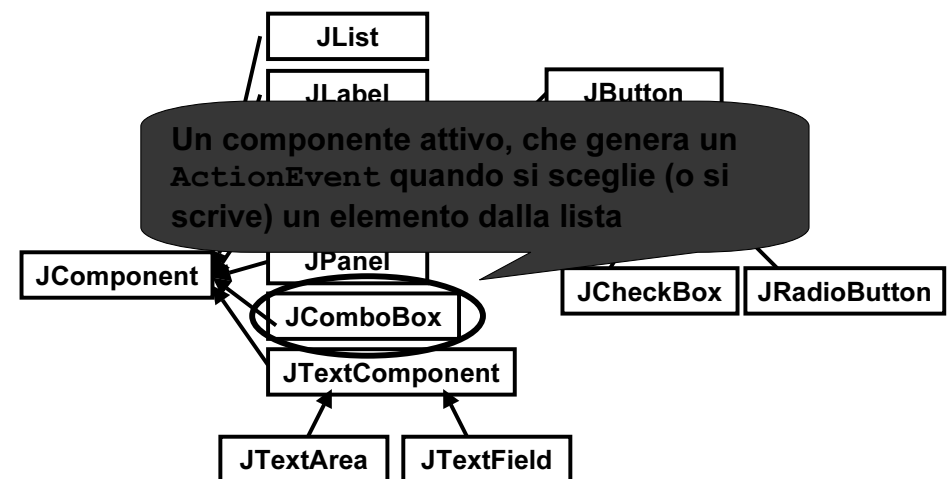 JList
JLabel
JButton
Un componente attivo, che genera un
ActionEvent quando si sceglie (o si
scrive) un elemento dalla lista
JPanel
JComponent
JCheckBox
JRadioButton
JComboBox
JTextComponent
JTextArea
JTextField